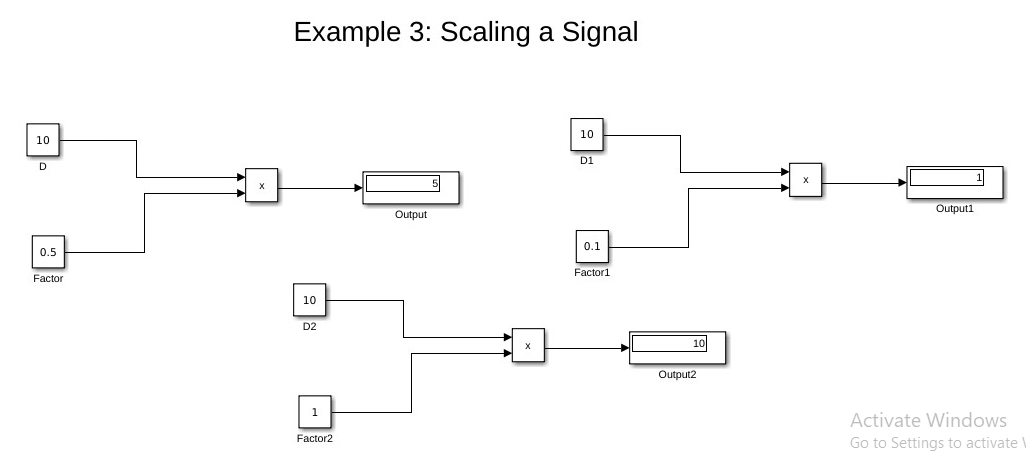 Example 3: Scaling a Signal
10
D
0.5
Factor
x
5
Output
10
D1
0.1
Factor1
x
1
Output1
10
D2
1
Factor2
x
10
Output2
Activate Windows
Go to Settings to activate